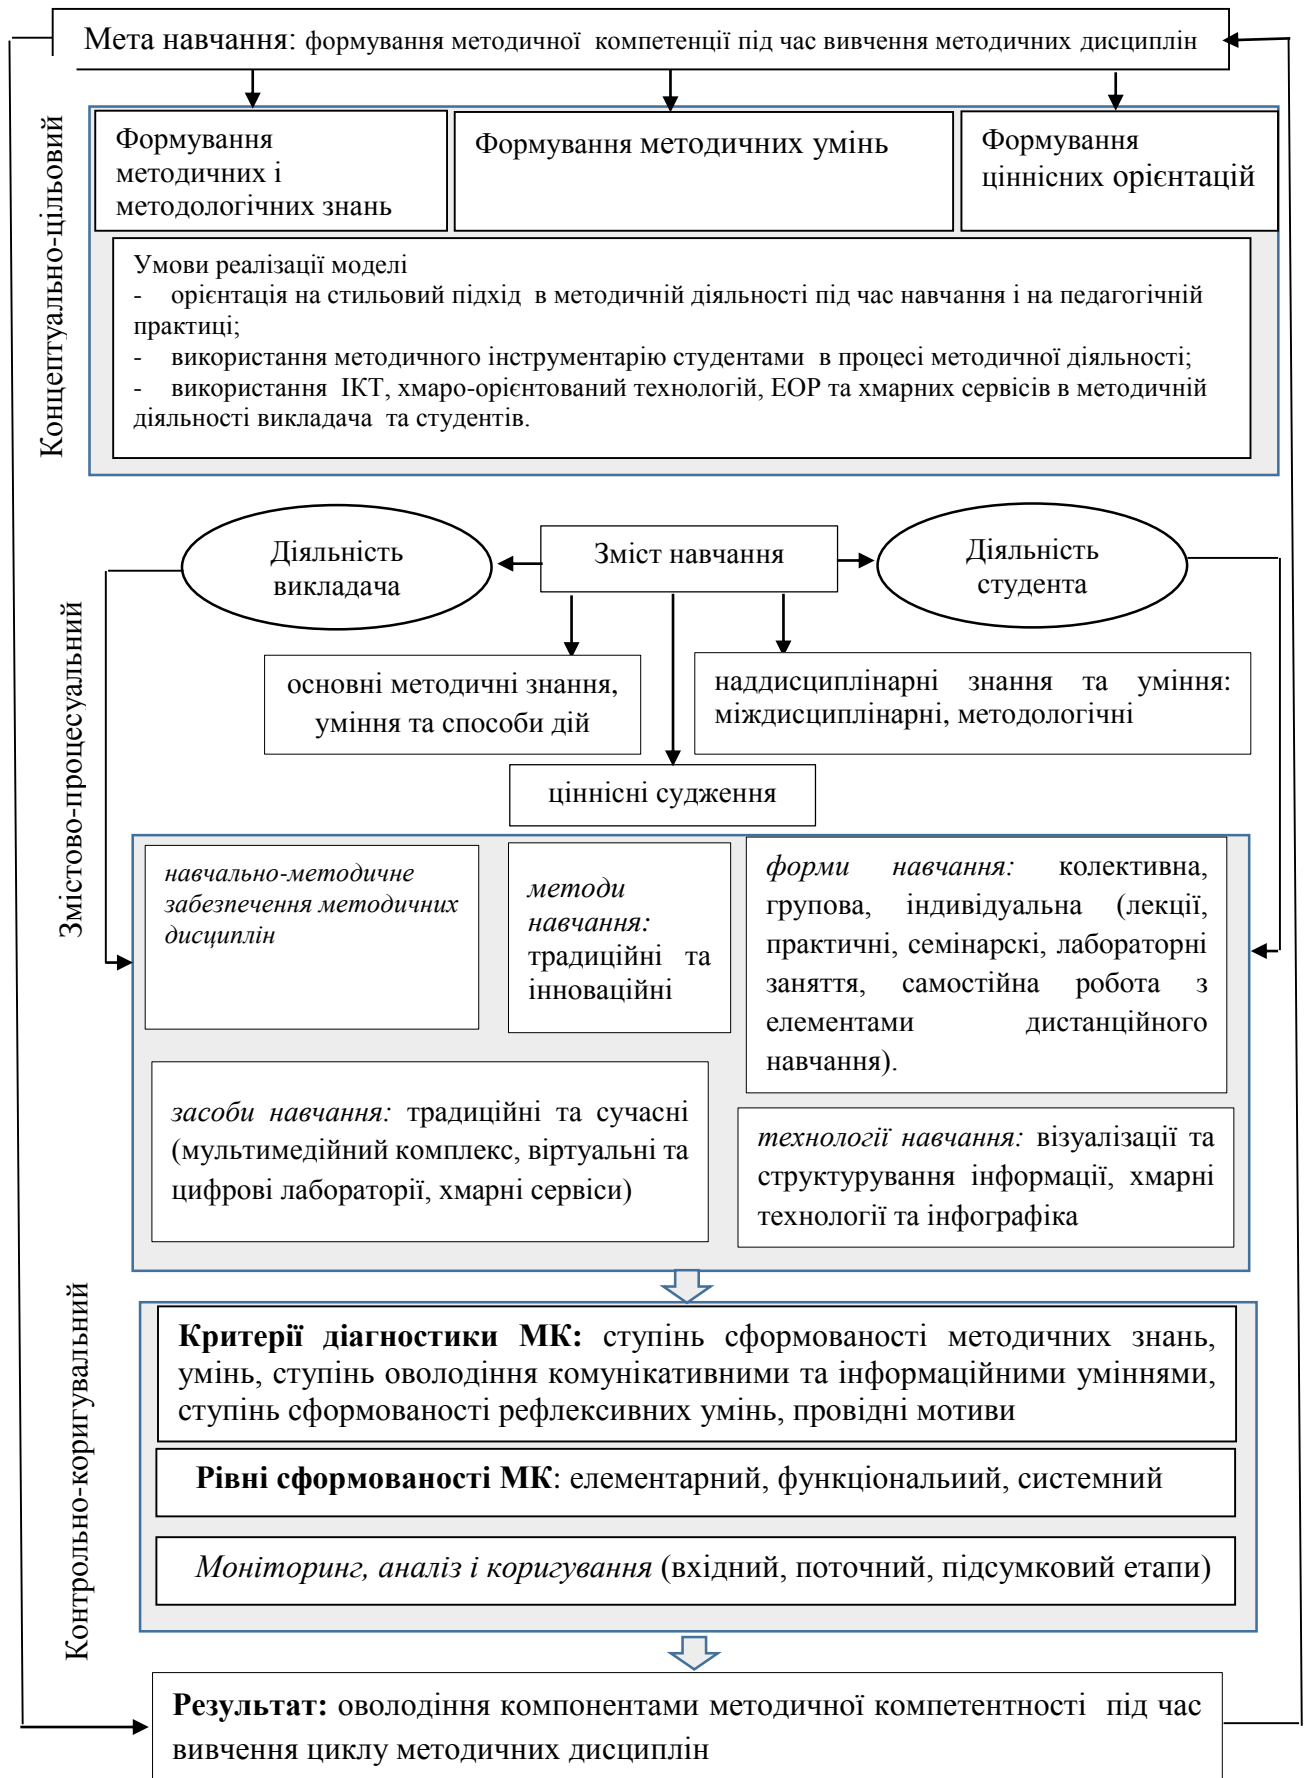 Мета навчання: формування методичної компетенції під час вивчення методичних дисциплін
Концептуально-цільовий
Формування
методичних і
методологічних знань
Формування методичних умінь
Формування
ціннісних орієнтацій
Умови реалізації моделі
- орієнтація на стильовий підхід в методичній діяльності під час навчання і на педагогічній
практиці;
- використання методичного інструментарію студентами в процесі методичної діяльності;
- використання ІКТ, хмаро-орієнтований технологій, ЕОР та хмарних сервісів в методичній
діяльності викладача та студентів.
Змістово-процесуальний
Діяльність
викладача
Зміст навчання
Діяльність
студента
основні методичні знання,
уміння та способи дій
наддисциплінарні знання та уміння:
міждисциплінарні, методологічні
ціннісні судження
навчально-методичне
забезпечення методичних
дисциплін
методи
навчання:
традиційні та
інноваційні
форми навчання: колективна,
групова, індивідуальна (лекції,
практичні, семінарскі, лабораторні
заняття, самостійна робота з
елементами дистанційного
навчання).
засоби навчання: традиційні та сучасні
(мультимедійний комплекс, віртуальні та
цифрові лабораторії, хмарні сервіси)
технології навчання: візуалізації та
структурування інформації, хмарні
технології та інфографіка
Контрольно-коригувальний
Критерії діагностики МК: ступінь сформованості методичних знань,
умінь, ступінь оволодіння комунікативними та інформаційними уміннями,
ступінь сформованості рефлексивних умінь, провідні мотиви
Рівні сформованості МК: елементарний, функціональиий, системний
Моніторинг, аналіз і коригування (вхідний, поточний, підсумковий етапи)
Результат: оволодіння компонентами методичної компетентності під час
вивчення циклу методичних дисциплін